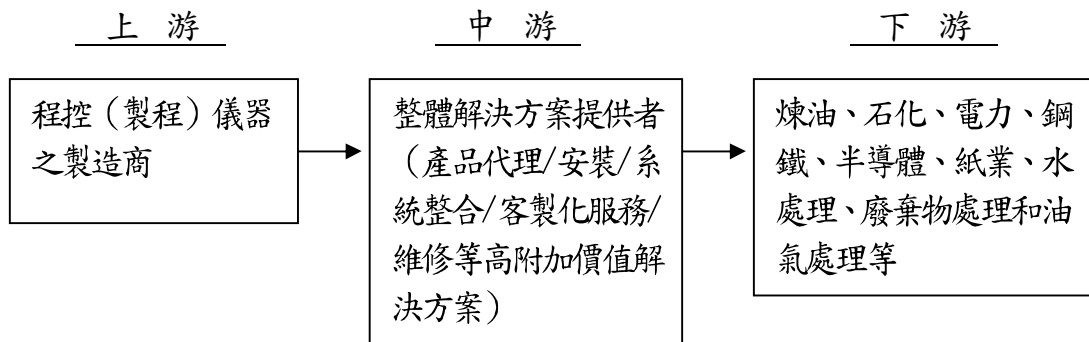 上 游
中 游
下 游
程控（製程）儀器
之製造商
整體解決方案提供者
（產品代理/安裝/系
統整合/客製化服務/
維修等高附加價值解
決方案）
煉油、石化、電力、鋼
鐵、半導體、紙業、水
處理、廢棄物處理和油
氣處理等